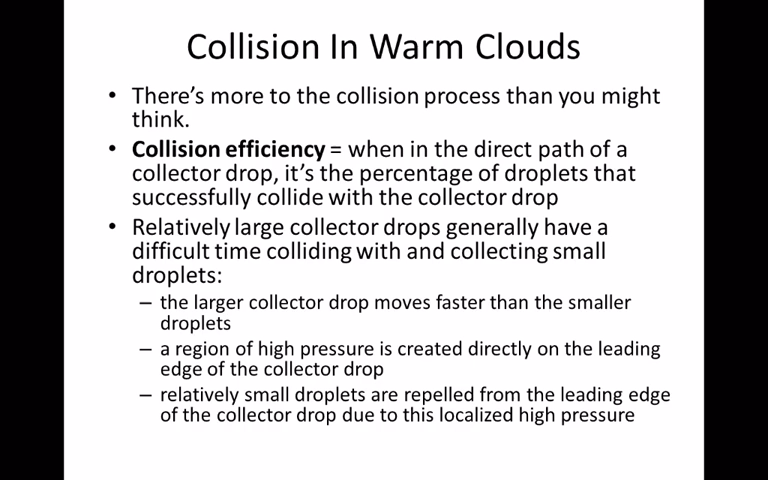 Collision In Warm Clouds
• There's more to the collision process than you might
think.
• Collision efficiency = when in the direct path of a
collector drop, it's the percentage of droplets that
successfully collide with the collector drop
• Relatively large collector drops generally have a
difficult time colliding with and collecting small
droplets:
– the larger collector drop moves faster than the smaller
droplets
– a region of high pressure is created directly on the leading
edge of the collector drop
– relatively small droplets are repelled from the leading edge
of the collector drop due to this localized high pressure